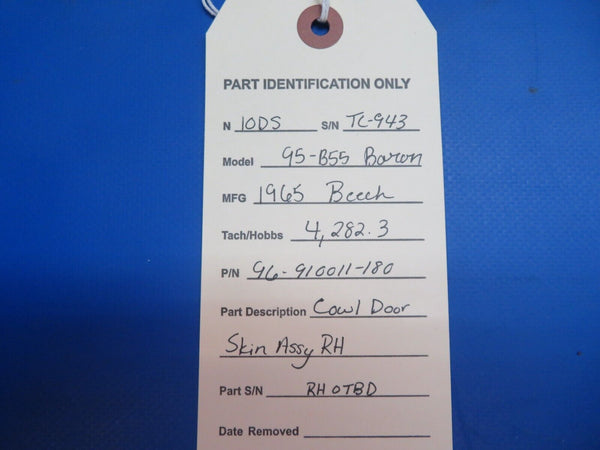 PART IDENTIFICATION ONLY
N 10DS S/N TC-943
Model 95-B55 Baron
MFG 1965 Beech
Tach/Hobbs 4,282.3
P/N 96-910011-180
Part Description Cowl Door
Skin Assy RH
Part S/N RH OTBD
Date Removed